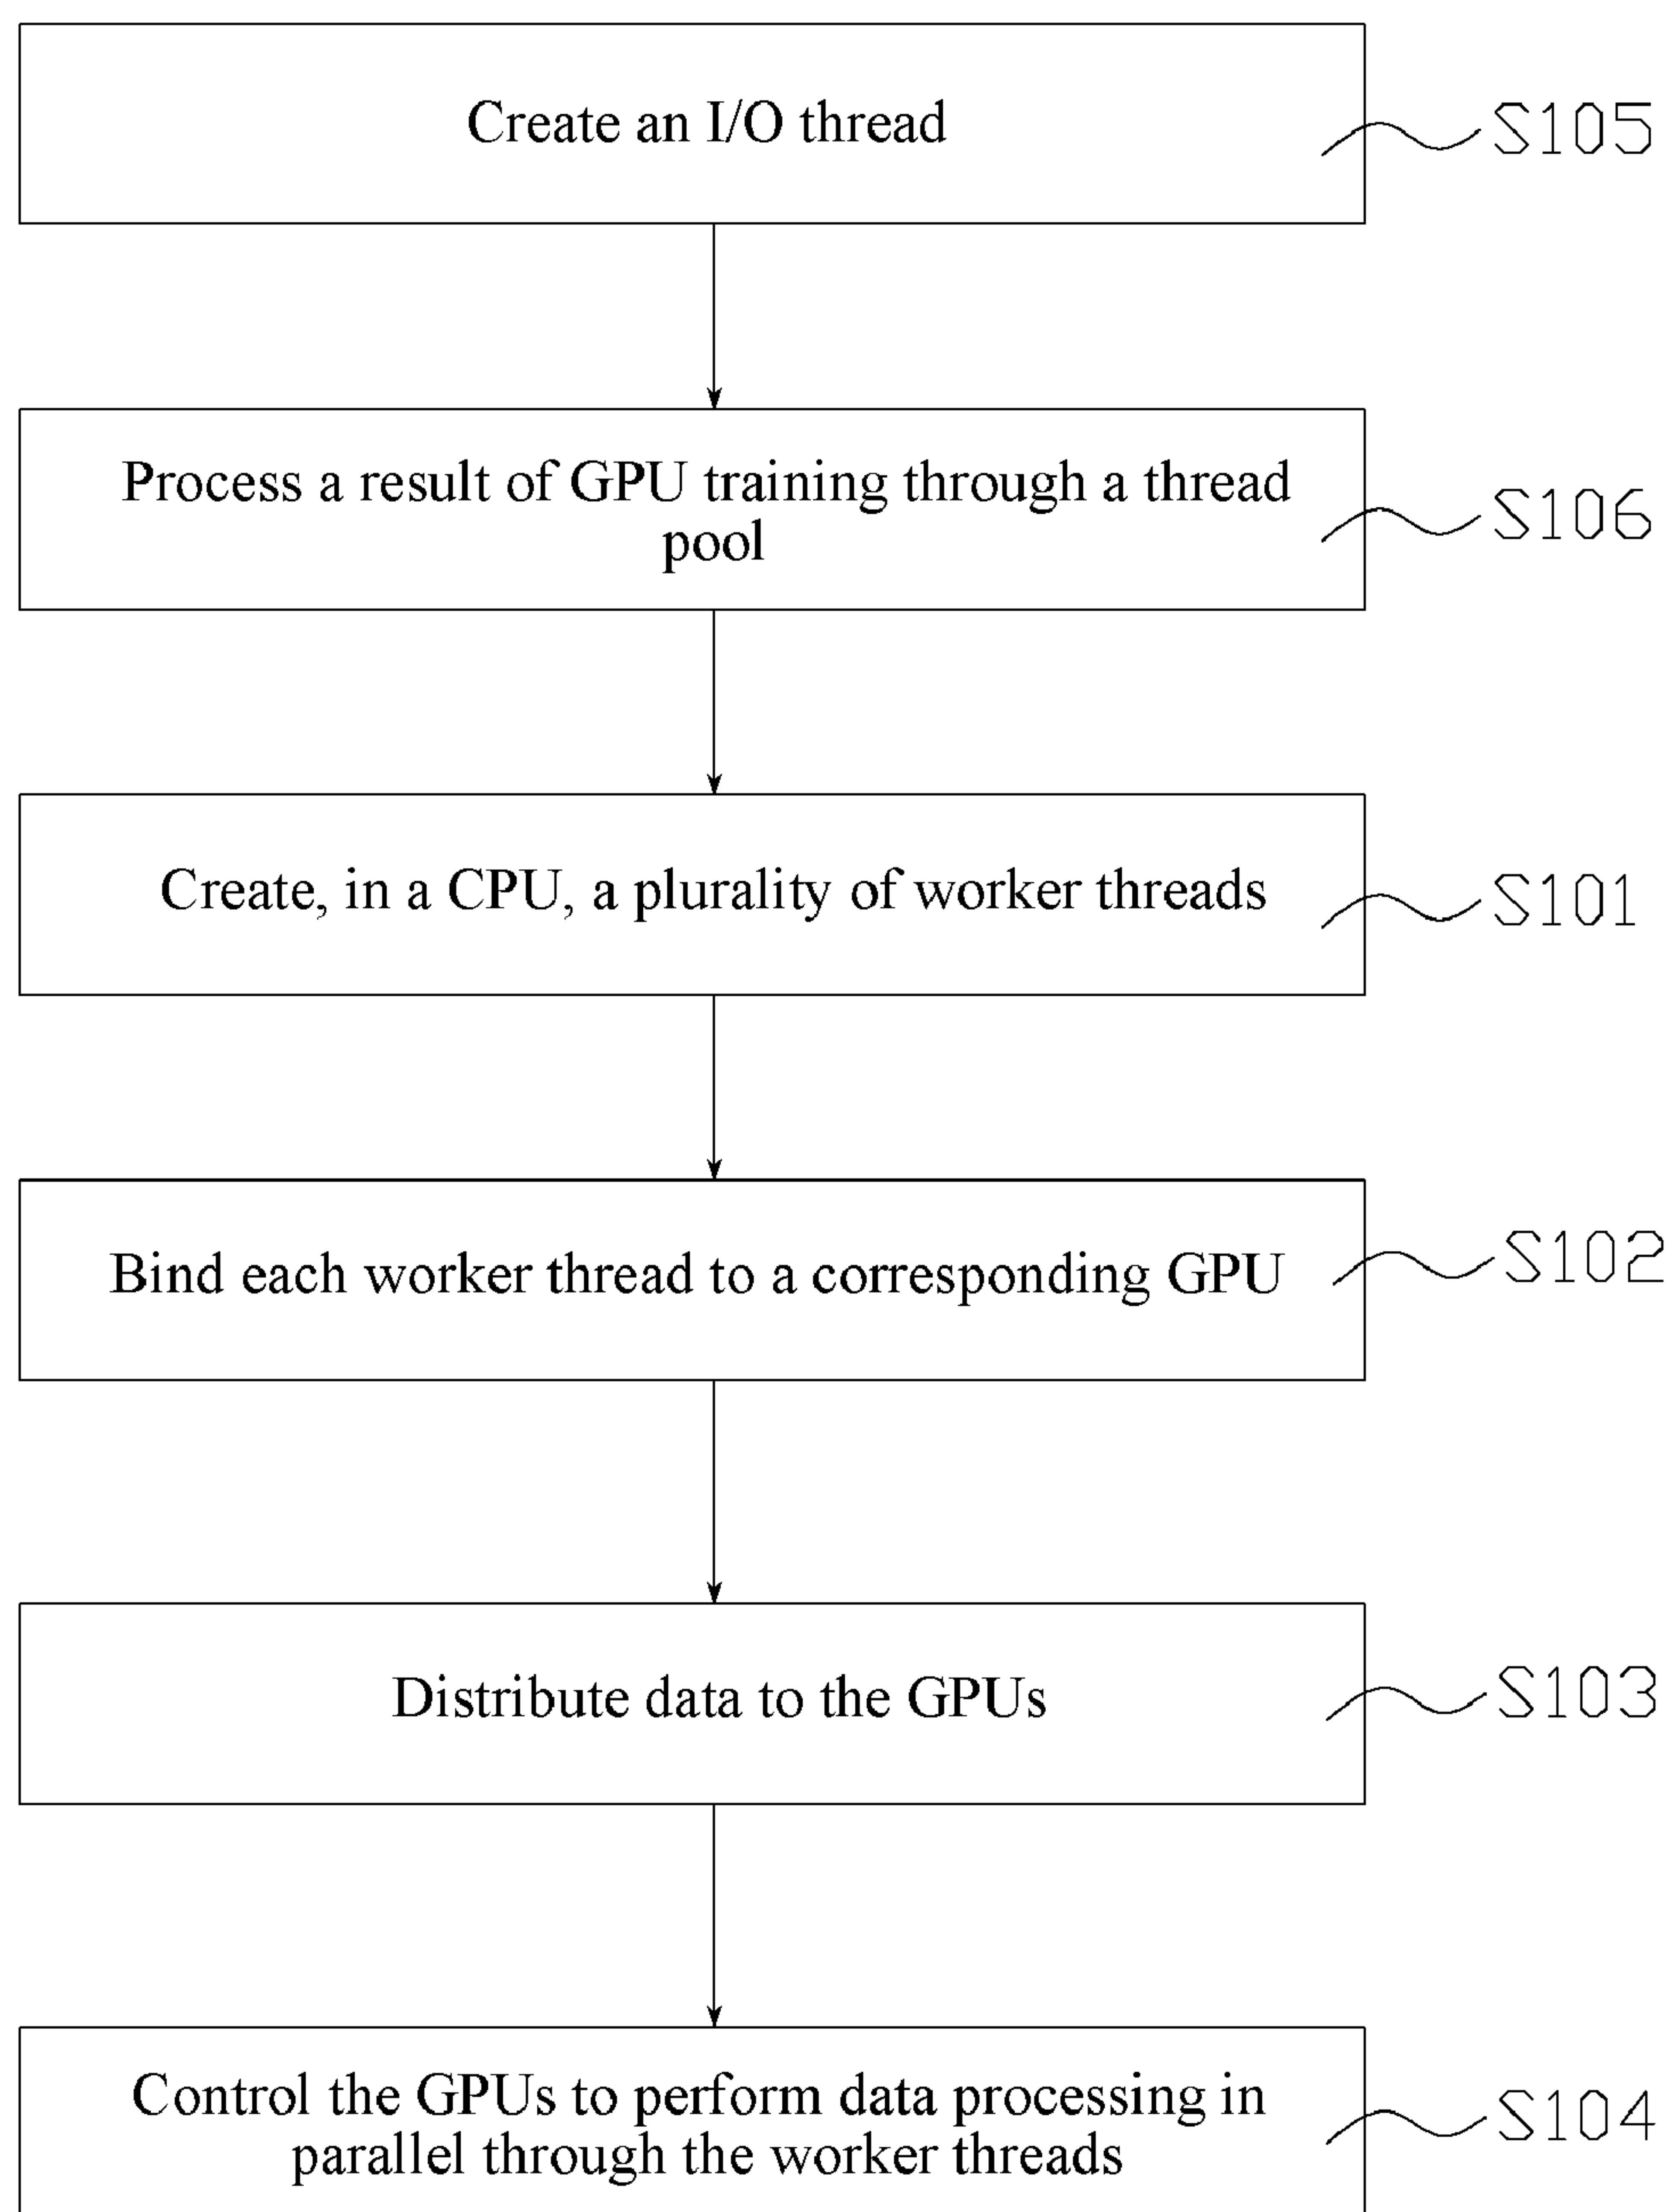 Create an I/O thread
S105
Process a result of GPU training through a thread
pool
S106
Create, in a CPU, a plurality of worker threads
S101
Bind each worker thread to a corresponding GPU
S102
Distribute data to the GPUs
S103
Control the GPUs to perform data processing in
parallel through the worker threads
S104